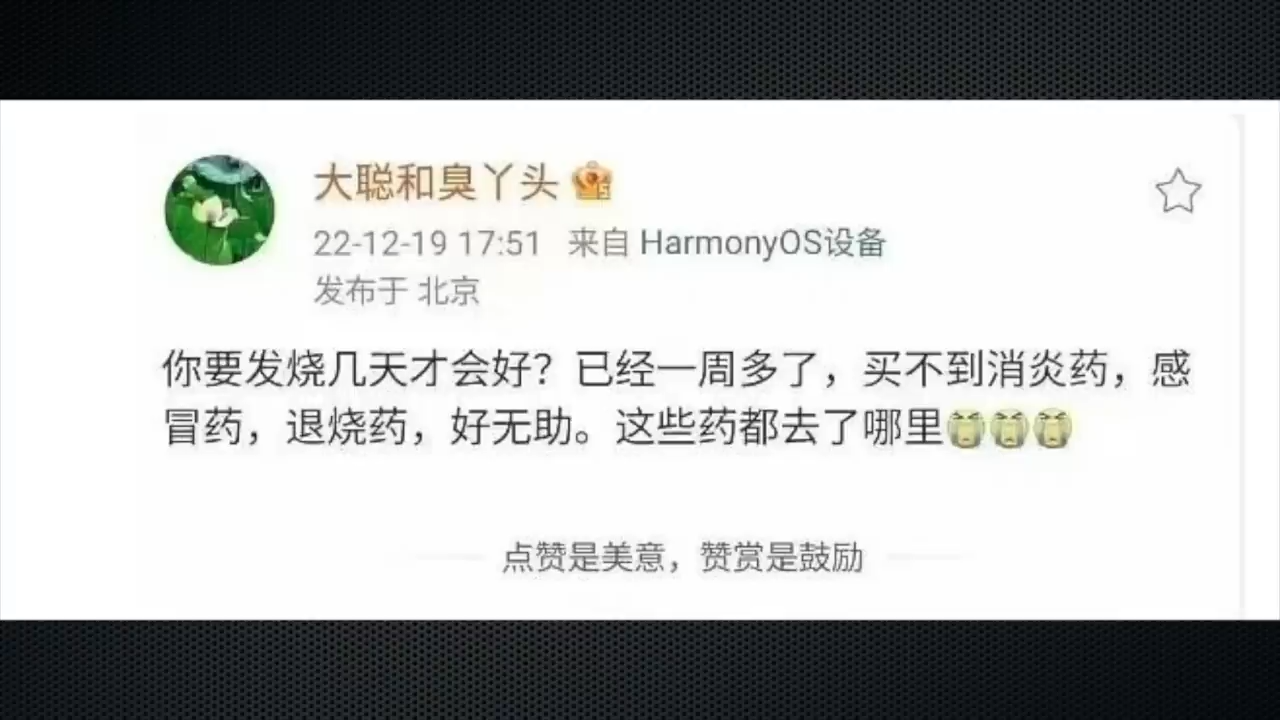 大聪和臭丫头
22-12-19 17:51 来自 HarmonyOS设备
发布于 北京
你要发烧几天才会好？已经一周多了，买不到消炎药，感
冒药，退烧药，好无助。这些药都去了哪里😭😭😭
点赞是美意，赞赏是鼓励